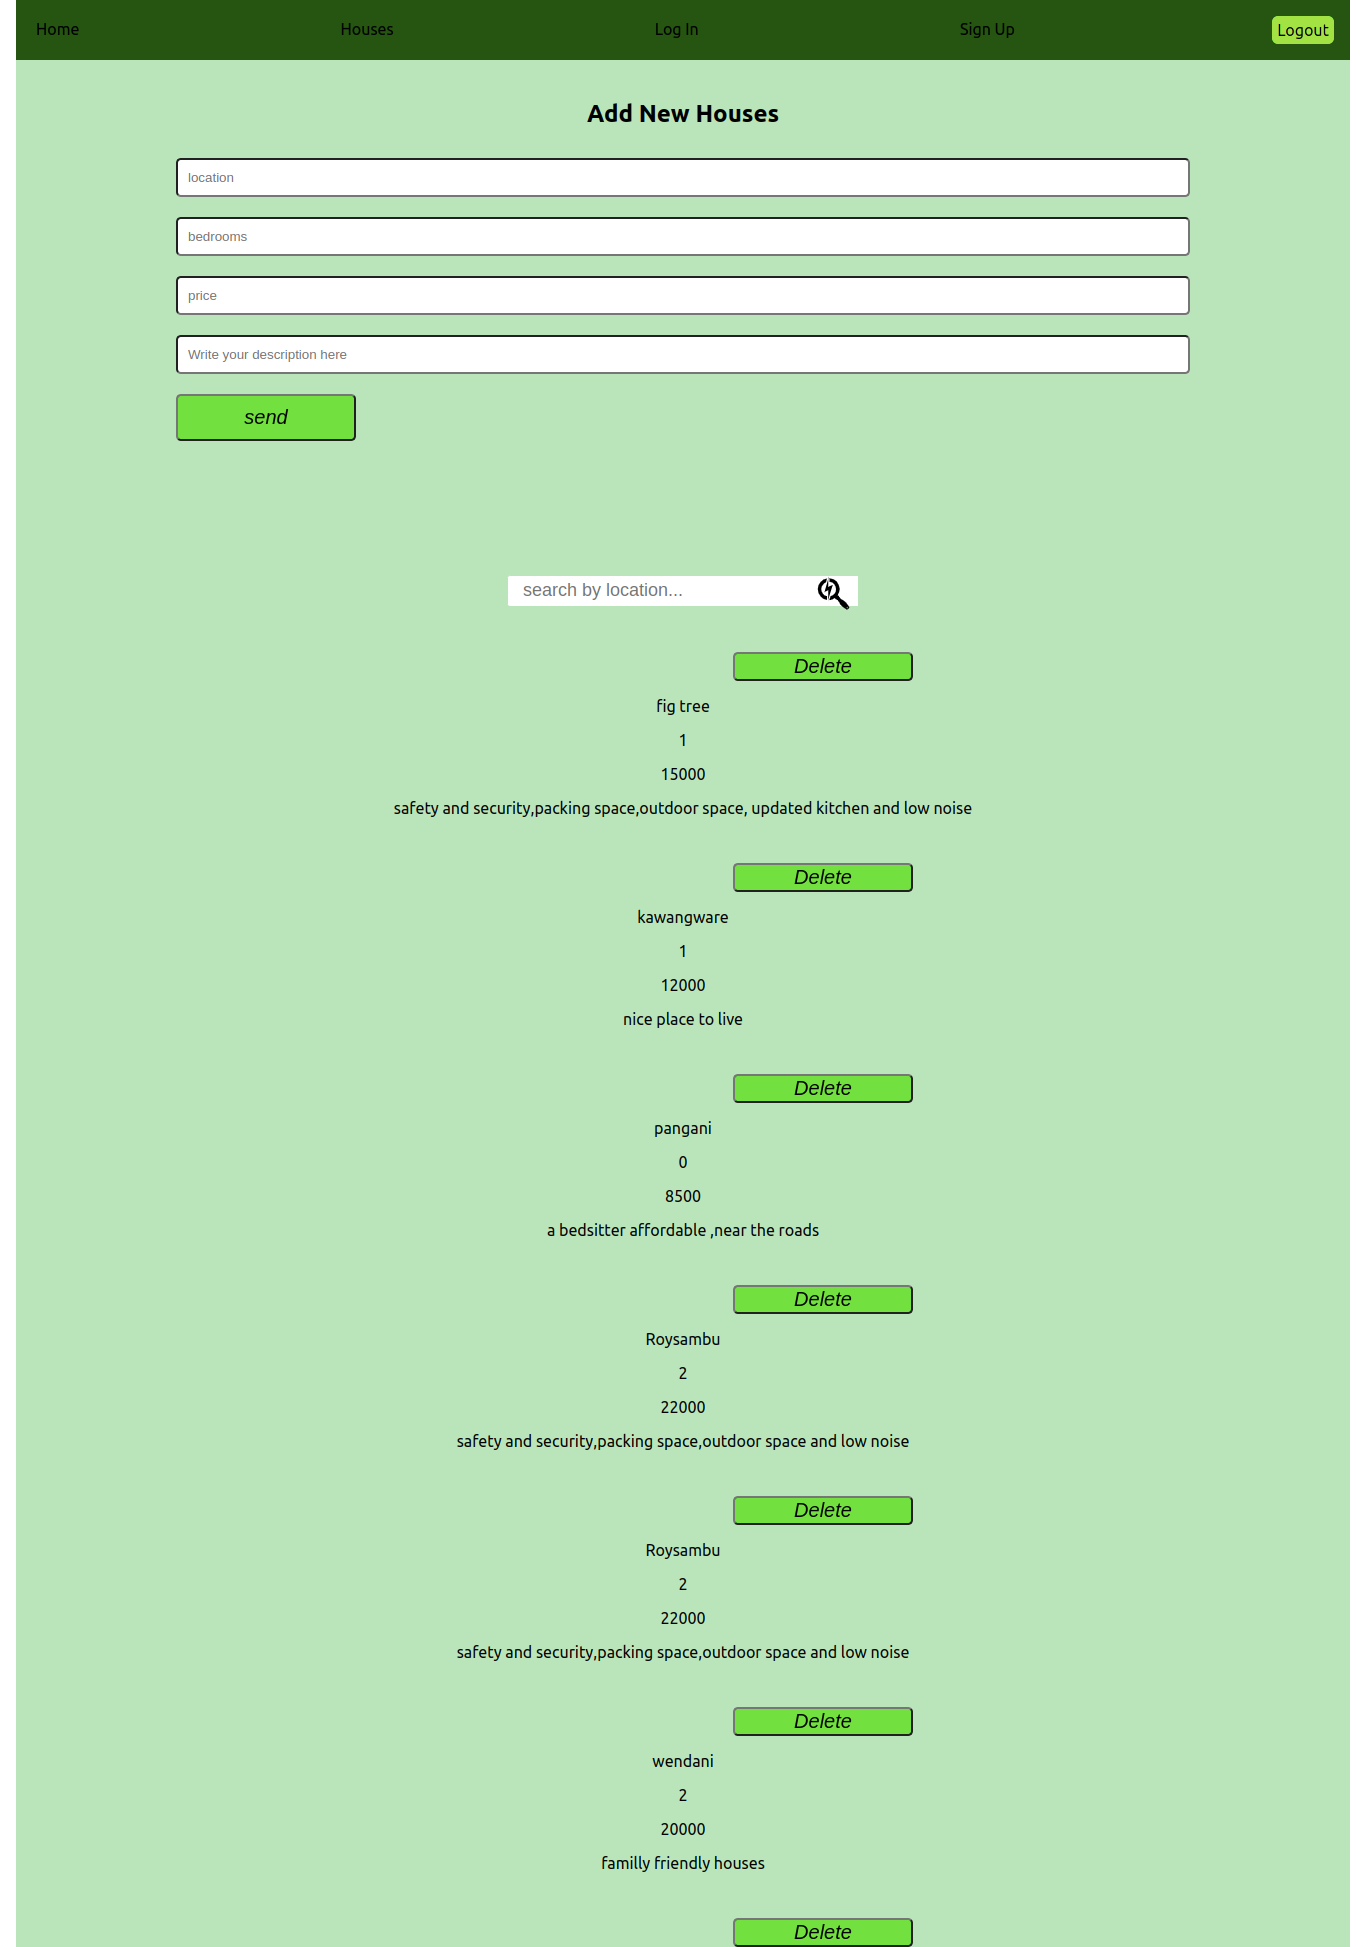 Home Houses Log In Sign Up Logout
Add New Houses
location
bedrooms
price
Write your description here
send
search by location...
Delete
fig tree
1
15000
safety and security,packing space,outdoor space, updated kitchen and low noise
Delete
kawangware
1
12000
nice place to live
Delete
pangani
0
8500
a bedsitter affordable ,near the roads
Delete
Roysambu
2
22000
safety and security,packing space,outdoor space and low noise
Delete
Roysambu
2
22000
safety and security,packing space,outdoor space and low noise
Delete
wendani
2
20000
familly friendly houses
Delete